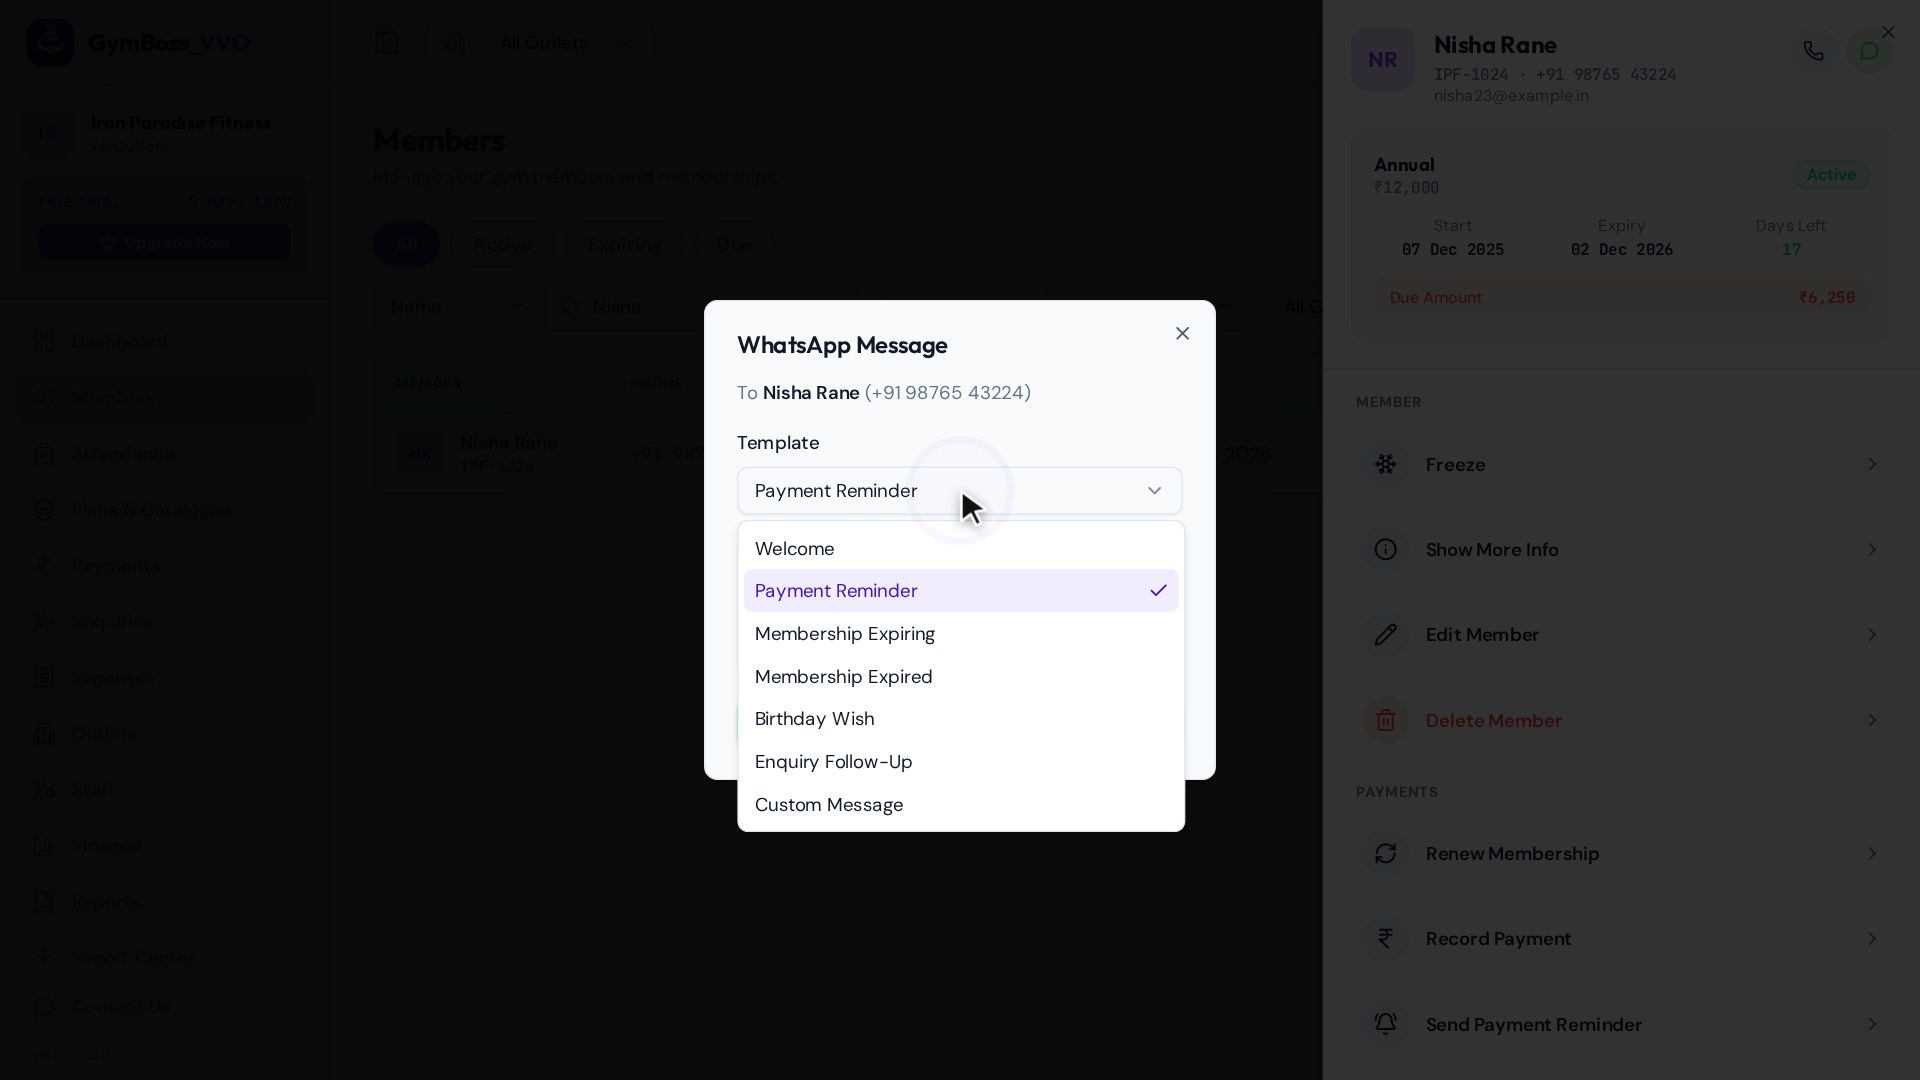 GymBoss_VVO
All Outlets
IR
Iron Paradise Fitness
All Outlets
FREE TRIAL
5 days left
Upgrade Now
Dashboard
Members
Attendance
Plans & Catalogue
Payments
Enquiries
Expenses
Outlets
Staff
Finance
Reports
Export Center
Contact Us
Members
Manage your gym members and memberships.
All
Active
Expiring
Due
Name
Nisha
All G
MEMBER
PHONE
NR
Nisha Rane
IPF-1024
+91 987
2026
WhatsApp Message
To Nisha Rane (+91 98765 43224)
Template
Payment Reminder
Welcome
Payment Reminder
Membership Expiring
Membership Expired
Birthday Wish
Enquiry Follow-Up
Custom Message
NR
Nisha Rane
IPF-1024 · +91 98765 43224
nisha23@example.in
Annual
₹12,000
Active
Start
Expiry
Days Left
07 Dec 2025
02 Dec 2026
17
Due Amount
₹6,250
MEMBER
Freeze
Show More Info
Edit Member
Delete Member
PAYMENTS
Renew Membership
Record Payment
Send Payment Reminder